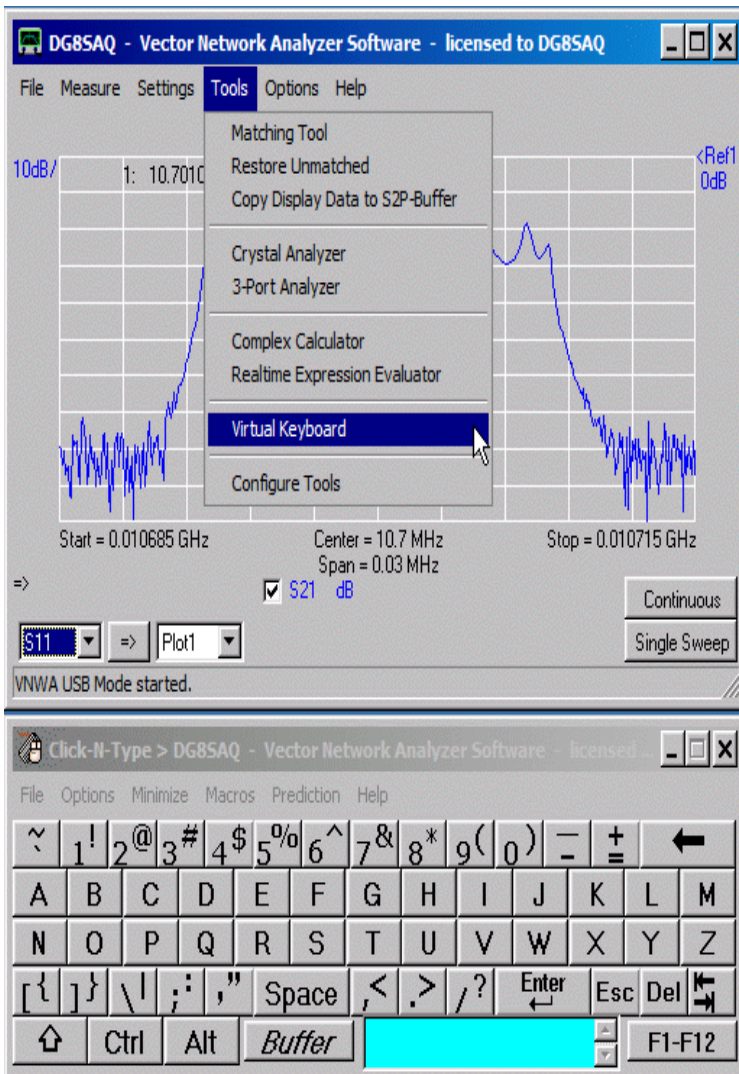 DG8SAQ - Vector Network Analyzer Software - licensed to DG8SAQ
File Measure Settings Tools Options Help
Matching Tool
Restore Unmatched
Copy Display Data to S2P-Buffer
Crystal Analyzer
3-Port Analyzer
Complex Calculator
Realtime Expression Evaluator
Virtual Keyboard
Configure Tools
10dB/
1: 10.7010
<Ref1
0dB
Start = 0.010685 GHz
Center = 10.7 MHz
Stop = 0.010715 GHz
Span = 0.03 MHz
=>
S21 dB
Continuous
S11 => Plot1
Single Sweep
VNWA USB Mode started.
Click-N-Type > DG8SAQ - Vector Network Analyzer Software - licensed ...
File Options Minimize Macros Prediction Help
~ ` 1 ! 2 @ 3 # 4 $ 5 % 6 ^ 7 & 8 * 9 ( 0 ) _ - + =
A B C D E F G H I J K L M
N O P Q R S T U V W X Y Z
[ { ] } \ | ; : ' " Space , < . > / ? Enter Esc Del
Ctrl Alt Buffer F1-F12